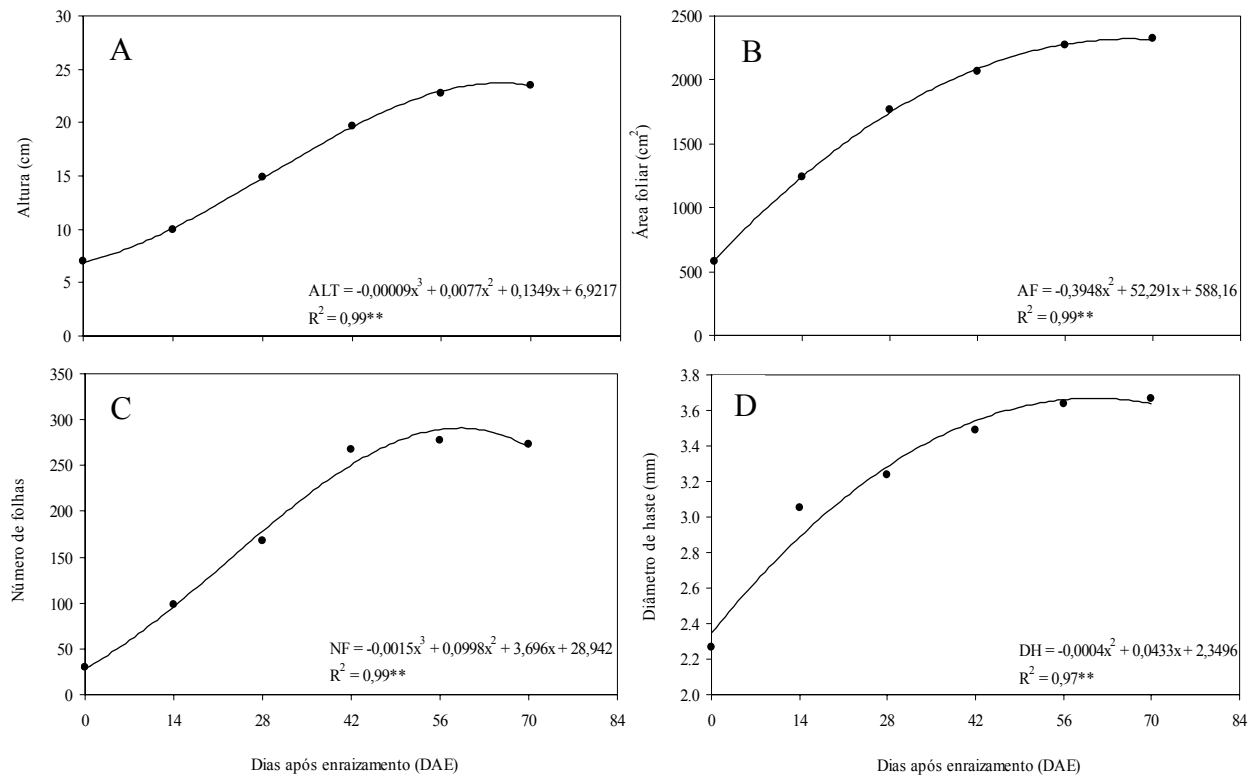 A
Altura (cm)
30
25
20
15
10
5
0
ALT = -0,00009x³ + 0,0077x² + 0,1349x + 6,9217
R² = 0,99**
B
Área foliar (cm²)
2500
2000
1500
1000
500
0
AF = -0,3948x² + 52,291x + 588,16
R² = 0,99**
C
Número de folhas
350
300
250
200
150
100
50
0
NF = -0,0015x³ + 0,0998x² + 3,696x + 28,942
R² = 0,99**
0 14 28 42 56 70 84
Dias após enraizamento (DAE)
D
Diâmetro de haste (mm)
3.8
3.6
3.4
3.2
3.0
2.8
2.6
2.4
2.2
2.0
DH = -0,0004x² + 0,0433x + 2,3496
R² = 0,97**
0 14 28 42 56 70 84
Dias após enraizamento (DAE)